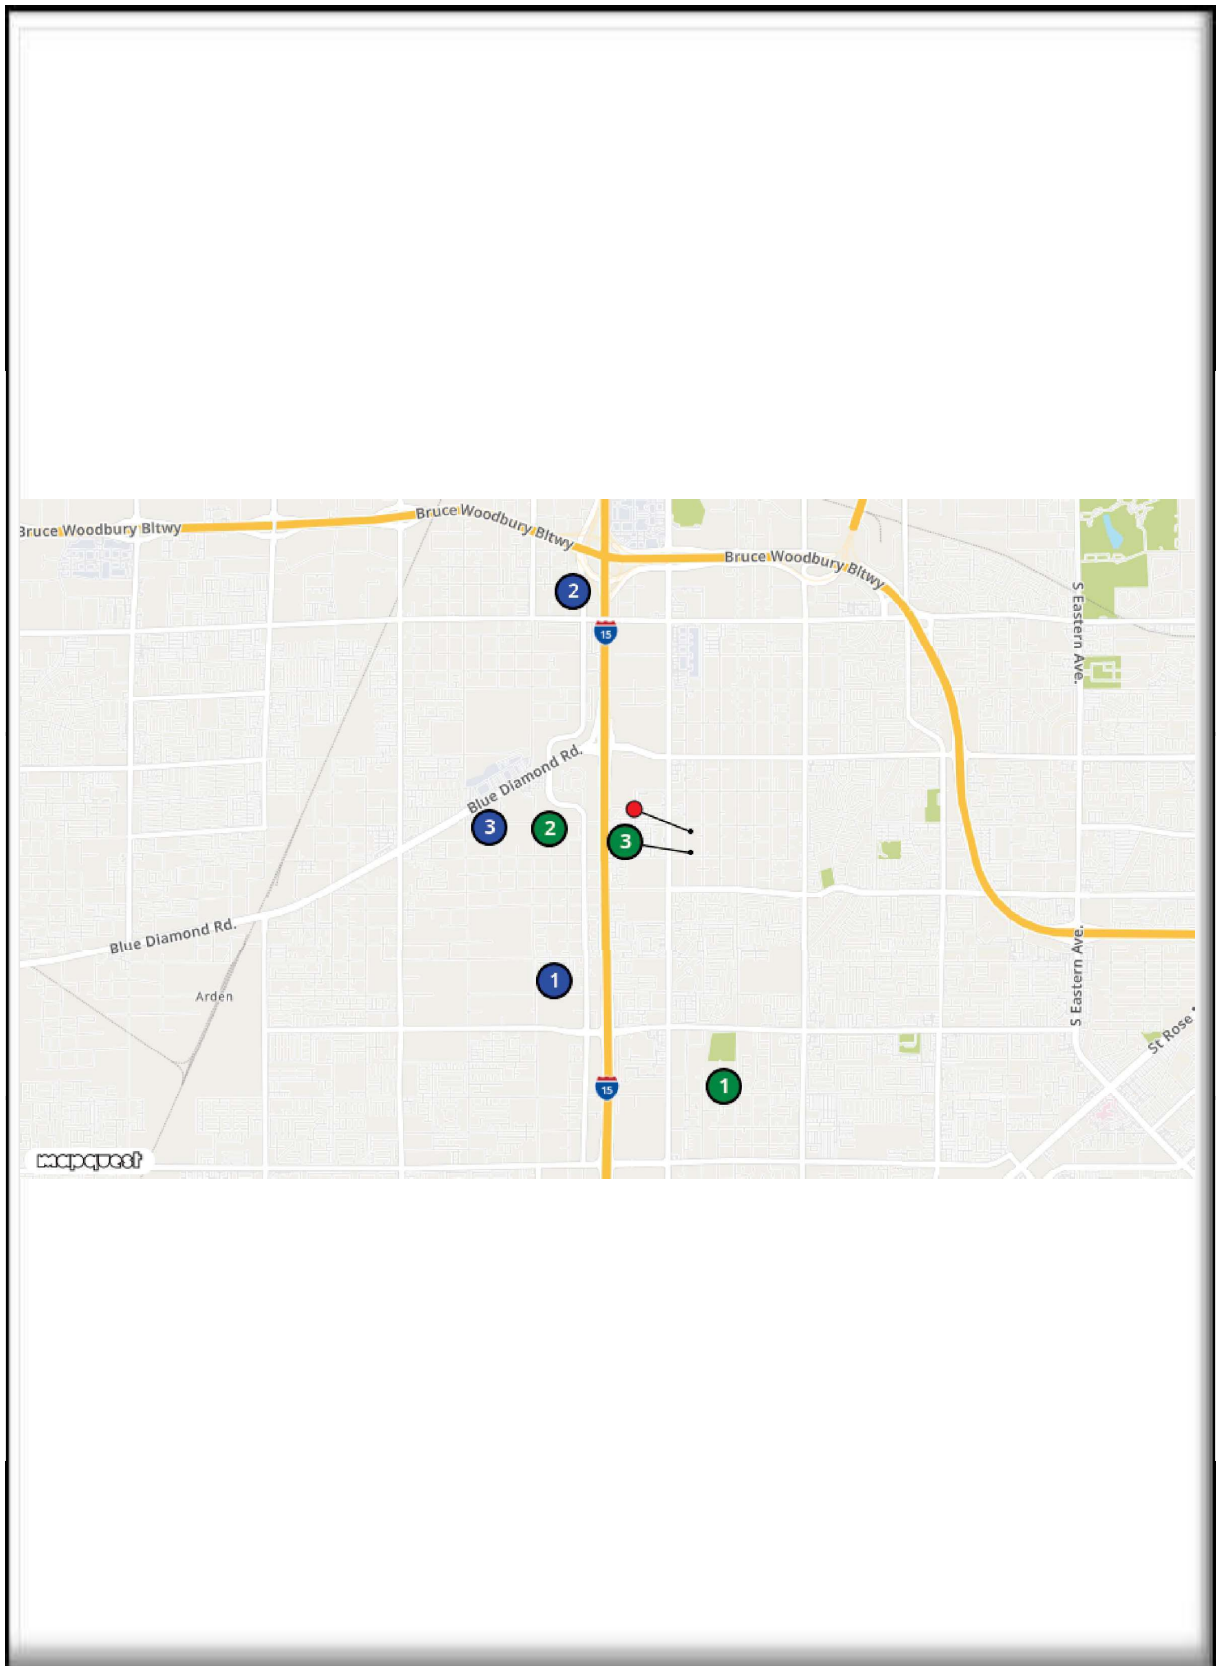 Bruce Woodbury Bltwy
Bruce Woodbury Bltwy
Bruce Woodbury Bltwy
2
15
S Eastern Ave.
Blue Diamond Rd.
3
2
3
Blue Diamond Rd.
1
Arden
S Eastern Ave.
St Rose
15
1
mapquest